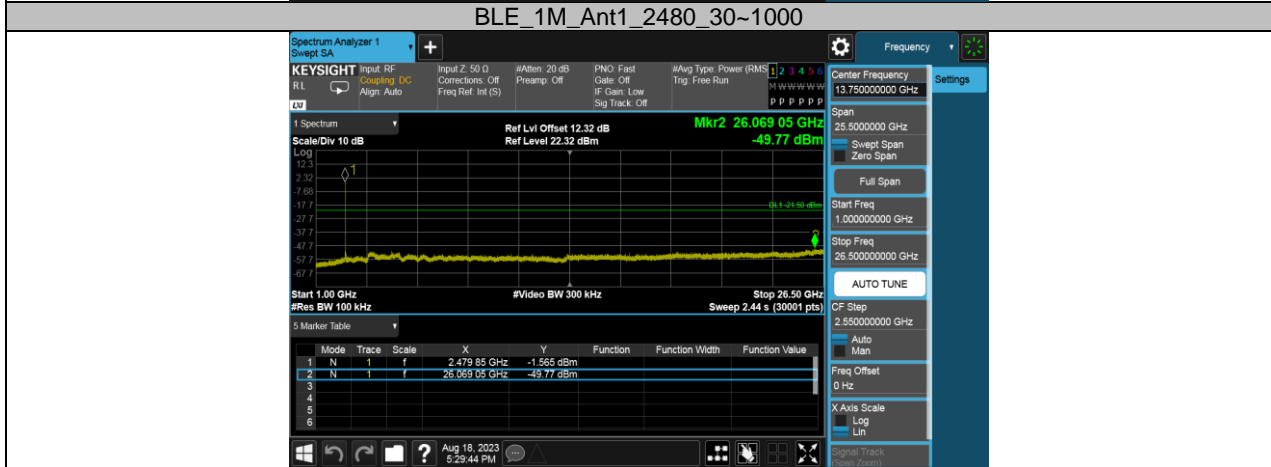 BLE_1M_Ant1_2480_30~1000
Spectrum Analyzer 1
Swept SA
+
Frequency
KEYSIGHT
RL
LXI
Input: RF
Coupling: DC
Align: Auto
Input Z: 50 Ω
Corrections: Off
Freq Ref: Int (S)
#Atten: 20 dB
Preamp: Off
PNO: Fast
Gate: Off
IF Gain: Low
Sig Track: Off
#Avg Type: Power (RMS
Trig: Free Run
1 2 3 4 5 6
M W W W W W
P P P P P P
Center Frequency
13.750000000 GHz
Settings
Span
25.5000000 GHz
Swept Span
Zero Span
Full Span
Start Freq
1.000000000 GHz
Stop Freq
26.500000000 GHz
AUTO TUNE
CF Step
2.550000000 GHz
Auto
Man
Freq Offset
0 Hz
X Axis Scale
Log
Lin
Signal Track
(Span Zoom)
1 Spectrum
Scale/Div 10 dB
Ref Lvl Offset 12.32 dB
Ref Level 22.32 dBm
Mkr2 26.069 05 GHz
-49.77 dBm
Log
12.3
2.32
-7.68
-17.7
-27.7
-37.7
-47.7
-57.7
-67.7
1
DL1 -21.50 dBm
2
Start 1.00 GHz
#Res BW 100 kHz
#Video BW 300 kHz
Stop 26.50 GHz
Sweep 2.44 s (30001 pts)
5 Marker Table
Mode Trace Scale X Y Function Function Width Function Value
1 N 1 f 2.479 85 GHz -1.565 dBm
2 N 1 f 26.069 05 GHz -49.77 dBm
3
4
5
6
?
Aug 18, 2023
5:29:44 PM